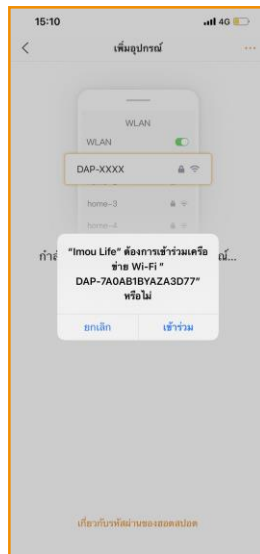 15:10
4G
เพิ่มอุปกรณ์
WLAN
WLAN
DAP-XXXX
home-3
home-4
"Imou Life" ต้องการเข้าร่วมเครือ
ข่าย Wi-Fi "
DAP-7A0AB1BYAZA3D77"
หรือไม่
ยกเลิก
เข้าร่วม
เกี่ยวกับรหัสผ่านของฮอตสปอต